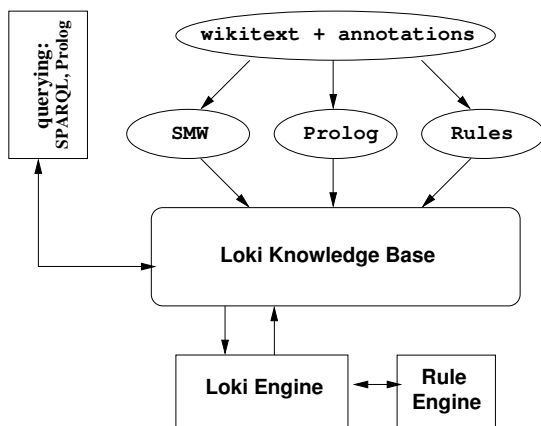 querying:
SPARQL, Prolog
wikitext + annotations
SMW
Prolog
Rules
Loki Knowledge Base
Loki Engine
Rule
Engine